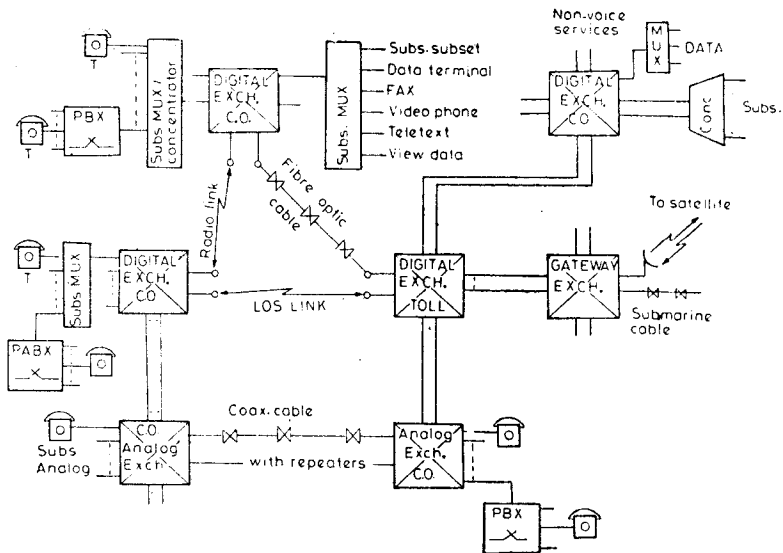 Non-voice
services
MUX
DATA
DIGITAL
EXCH.
C.O.
Conc
Subs.
T
PBX
T
Subs MUX /
concentrator
DIGITAL
EXCH.
C.O.
Subs. MUX
Subs. subset
Data terminal
FAX
Video phone
Teletext
View data
Radio link
Fibre optic
cable
To satellite
T
Subs MUX
DIGITAL
EXCH.
CO
LOS LINK
DIGITAL
EXCH.
TOLL
GATEWAY
EXCH.
Submarine
cable
PABX
Subs
Analog
C.O.
Analog
Exch
Coax. cable
with repeaters
Analog
Exch.
C.O.
PBX